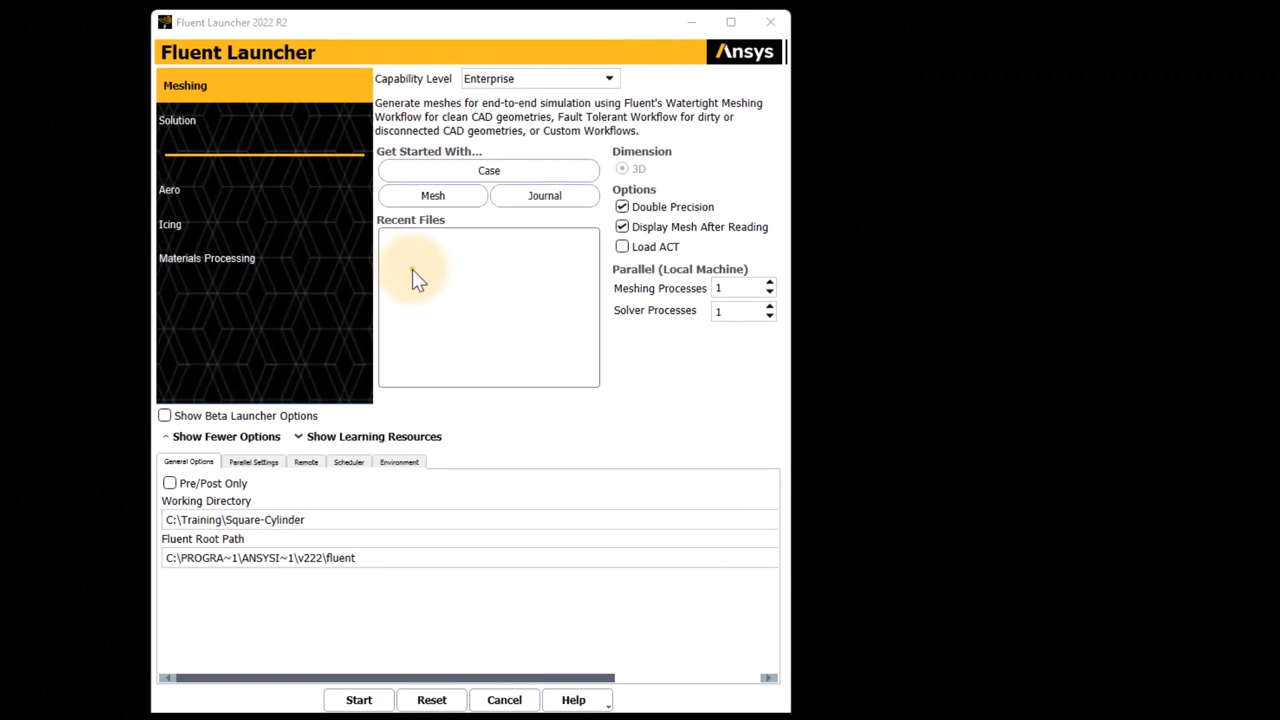 Fluent Launcher 2022 R2
Fluent Launcher
Ansys
Meshing
Solution
Aero
Icing
Materials Processing
Capability Level Enterprise
Generate meshes for end-to-end simulation using Fluent's Watertight Meshing
Workflow for clean CAD geometries, Fault Tolerant Workflow for dirty or
disconnected CAD geometries, or Custom Workflows.
Get Started With...
Case
Mesh Journal
Recent Files
Dimension
3D
Options
Double Precision
Display Mesh After Reading
Load ACT
Parallel (Local Machine)
Meshing Processes 1
Solver Processes 1
Show Beta Launcher Options
Show Fewer Options Show Learning Resources
General Options Parallel Settings Remote Scheduler Environment
Pre/Post Only
Working Directory
C:\Training\Square-Cylinder
Fluent Root Path
C:\PROGRA~1\ANSYSI~1\v222\fluent
Start Reset Cancel Help